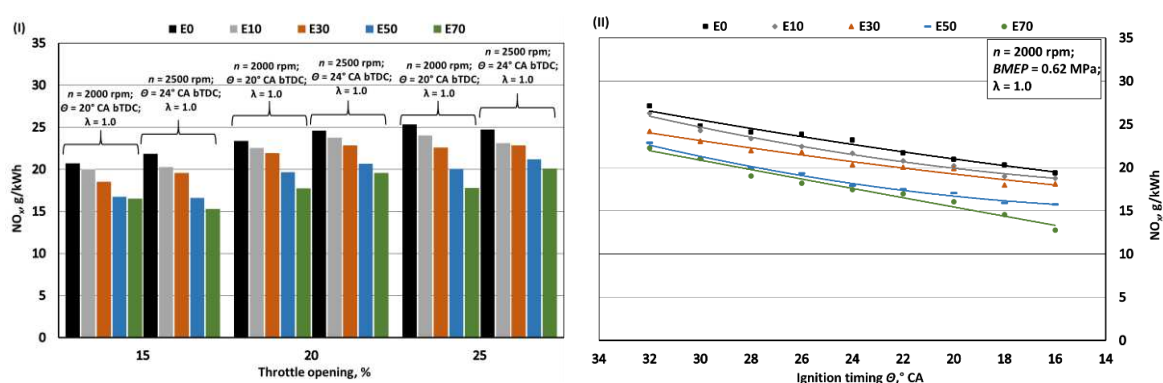 (I)
E0 E10 E30 E50 E70
35
30
25
20
15
10
5
0
NOx, g/kWh
n = 2000 rpm;
Θ = 20° CA bTDC;
λ = 1.0
n = 2500 rpm;
Θ = 24° CA bTDC;
λ = 1.0
n = 2000 rpm;
Θ = 20° CA bTDC;
λ = 1.0
n = 2500 rpm;
Θ = 24° CA bTDC;
λ = 1.0
n = 2000 rpm;
Θ = 20° CA bTDC;
λ = 1.0
n = 2500 rpm;
Θ = 24° CA bTDC;
λ = 1.0
15 20 25
Throttle opening, %
(II)
E0 E10 E30 E50 E70
n = 2000 rpm;
BMEP = 0.62 MPa;
λ = 1.0
35
30
25
20
15
10
5
0
NOx, g/kWh
34 32 30 28 26 24 22 20 18 16 14
Ignition timing Θ,° CA